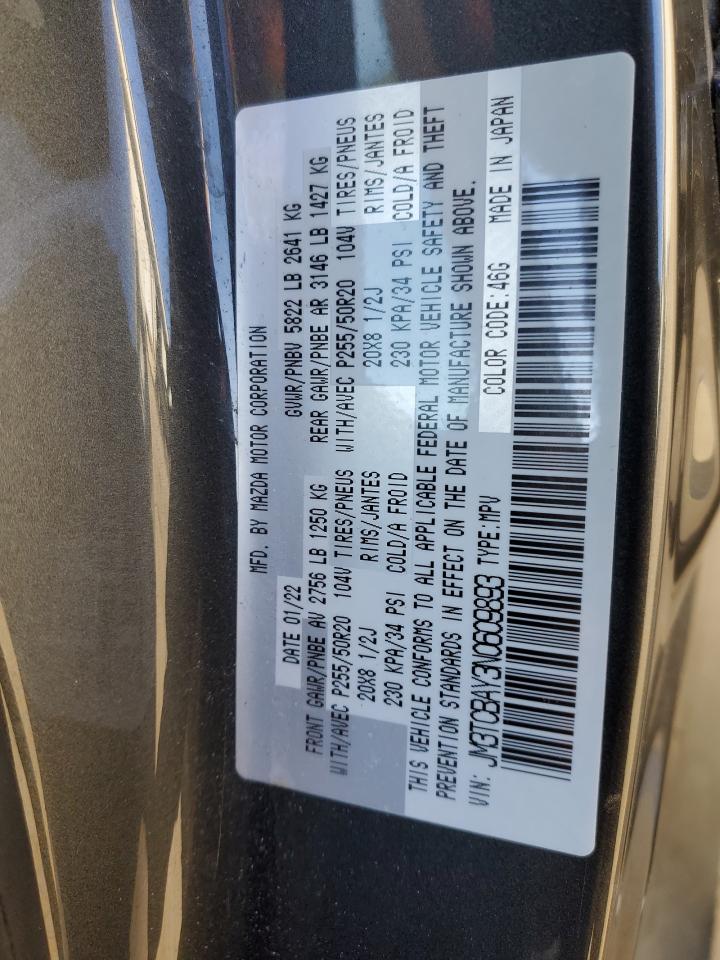 MFD. BY MAZDA MOTOR CORPORATION
DATE 01/22 GVWR/PNBV 5822 LB 2641 KG
FRONT GAWR/PNBE AV 2756 LB 1250 KG REAR GAWR/PNBE AR 3146 LB 1427 KG
WITH/AVEC P255/50R20 104V TIRES/PNEUS WITH/AVEC P255/50R20 104V TIRES/PNEUS
20X8 1/2J RIMS/JANTES 20X8 1/2J RIMS/JANTES
230 KPA/34 PSI COLD/A FROID 230 KPA/34 PSI COLD/A FROID
THIS VEHICLE CONFORMS TO ALL APPLICABLE FEDERAL MOTOR VEHICLE SAFETY AND THEFT
PREVENTION STANDARDS IN EFFECT ON THE DATE OF MANUFACTURE SHOWN ABOVE.
VIN: JM3TCBAY3N0609893 TYPE:MPV COLOR CODE:46G MADE IN JAPAN